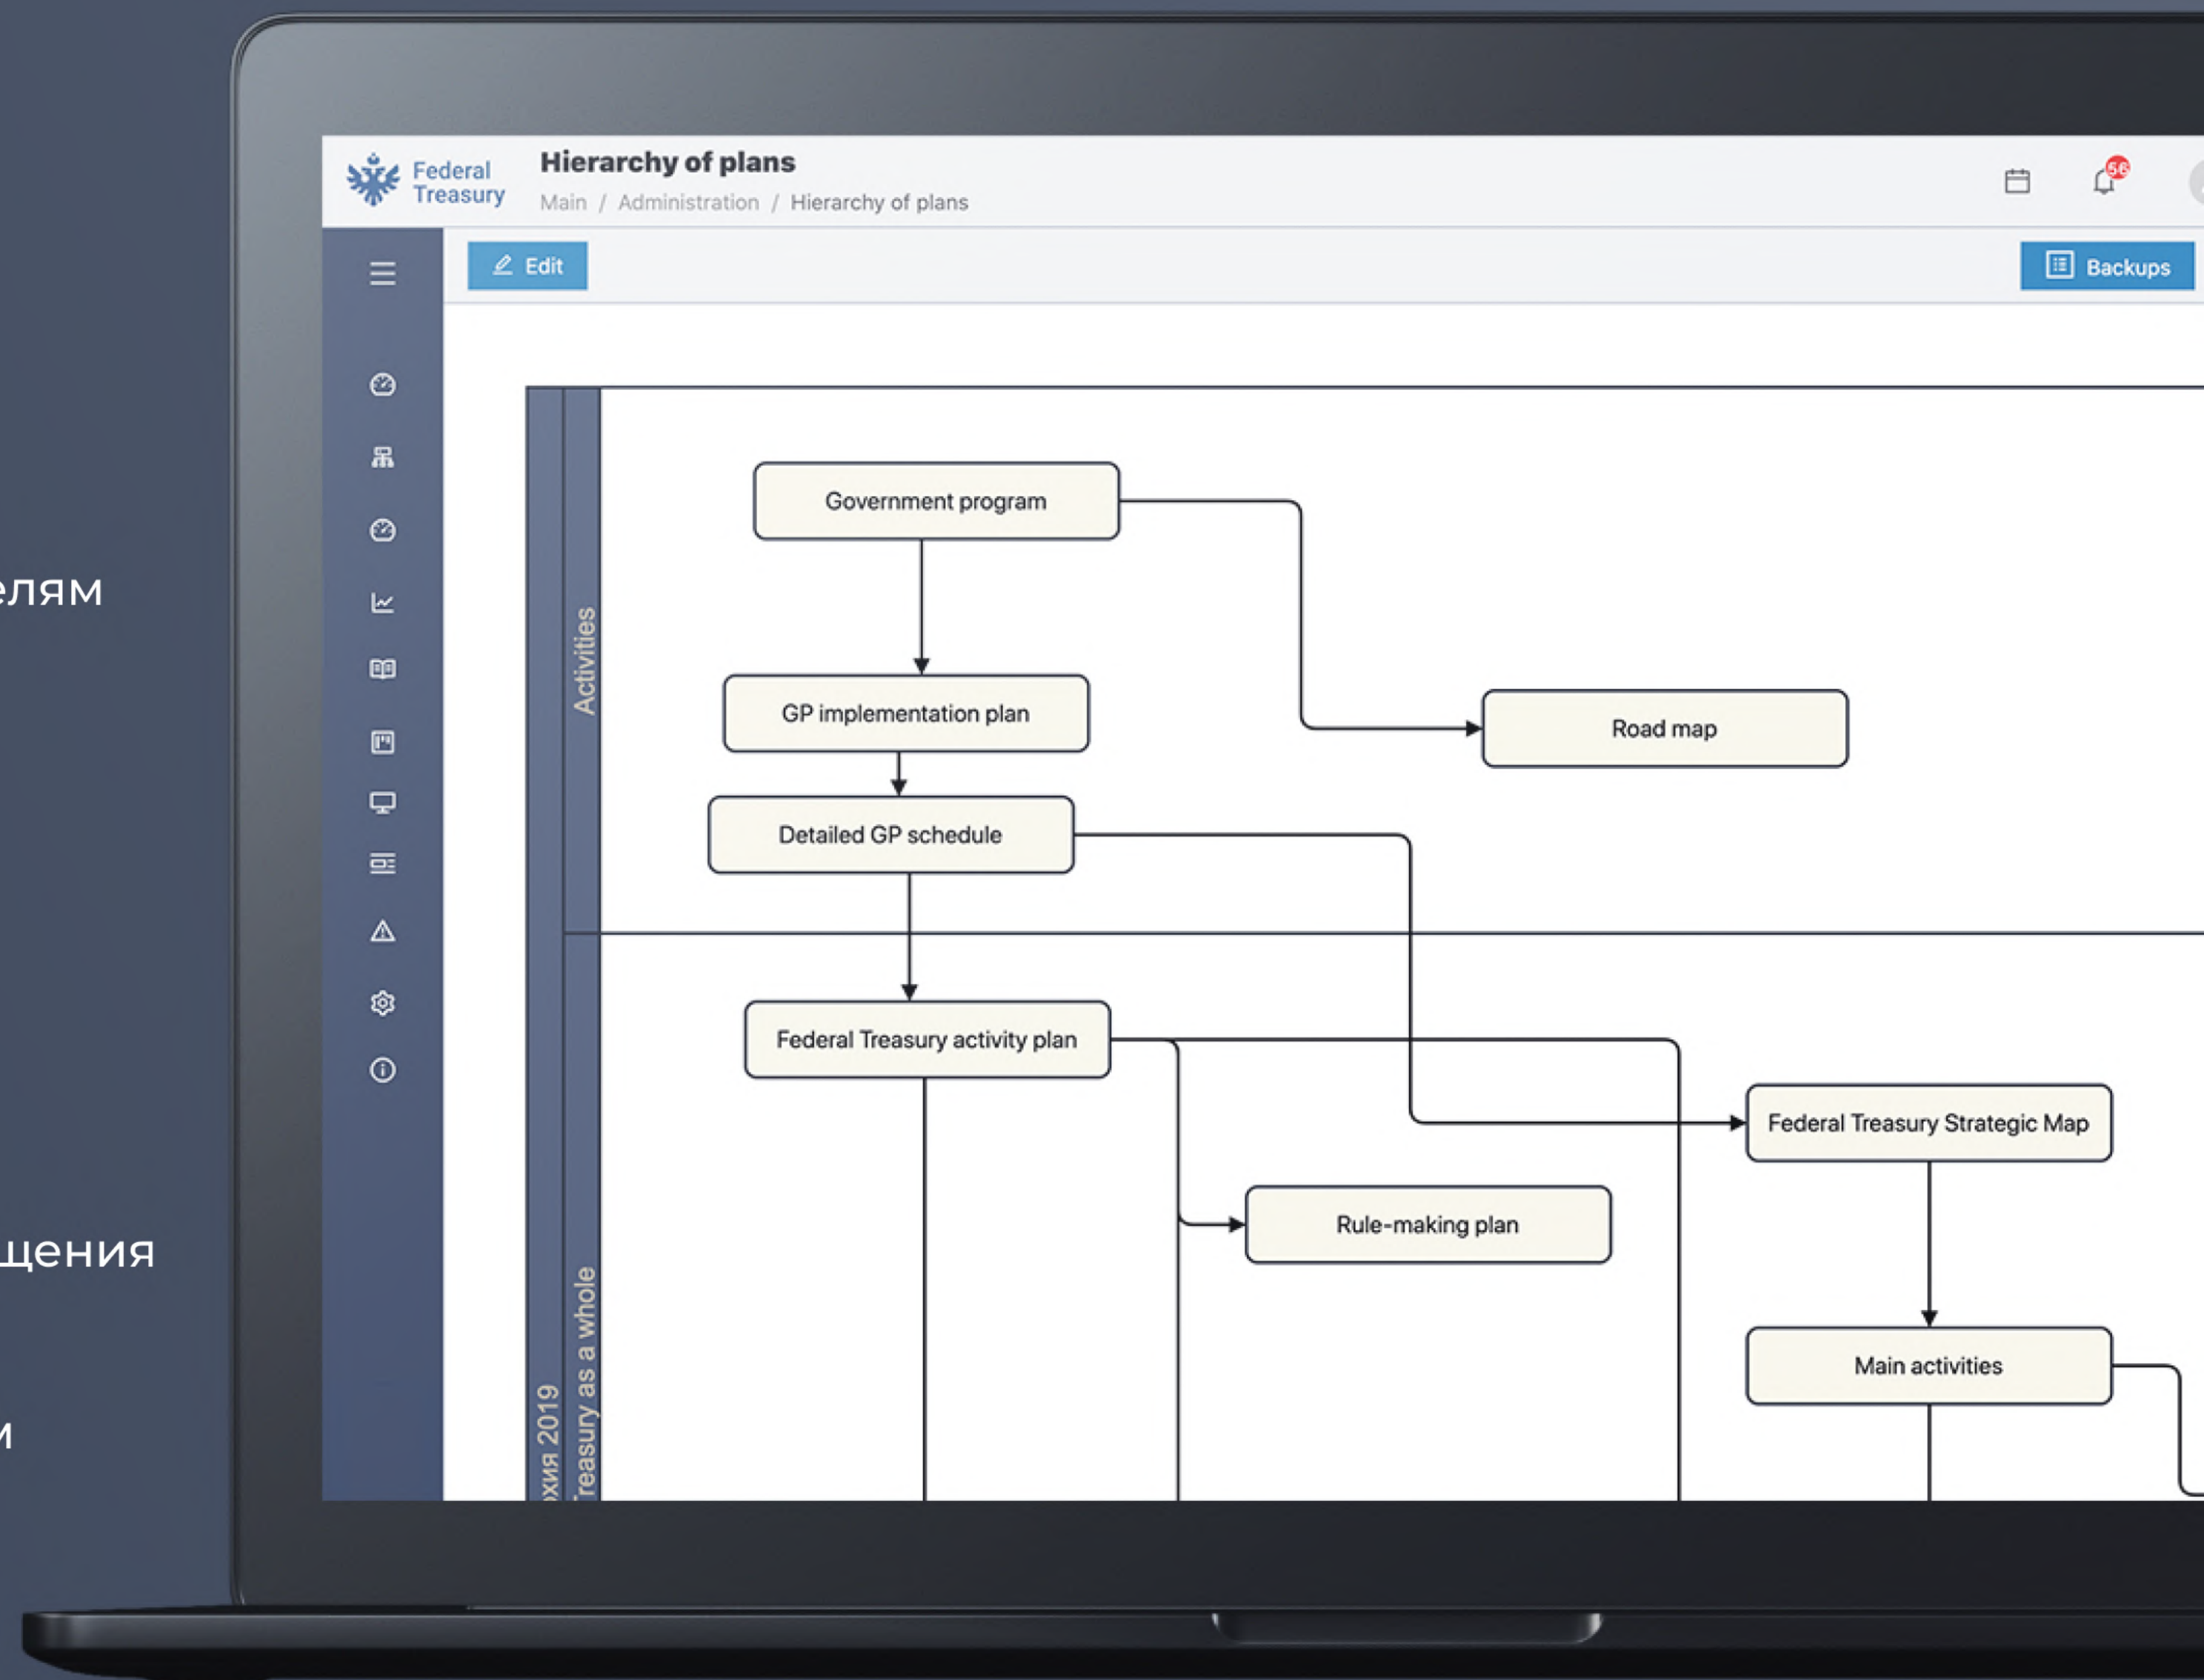 елям
щения
Federal
Treasury
Hierarchy of plans
Main / Administration / Hierarchy of plans
56
Edit
Backups
Activities
Government program
GP implementation plan
Road map
Detailed GP schedule
Federal Treasury activity plan
Federal Treasury Strategic Map
Rule-making plan
Main activities
рхия 2019
Treasury as a whole